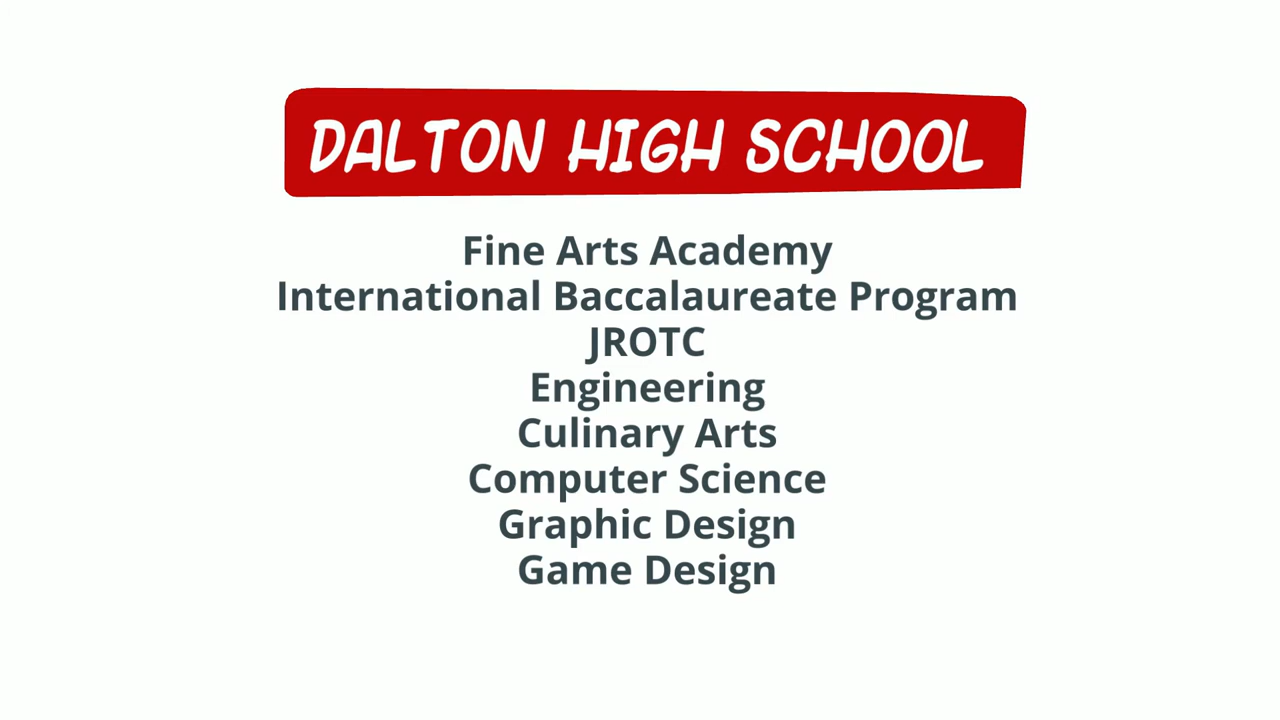 DALTON HIGH SCHOOL
Fine Arts Academy
International Baccalaureate Program
JROTC
Engineering
Culinary Arts
Computer Science
Graphic Design
Game Design